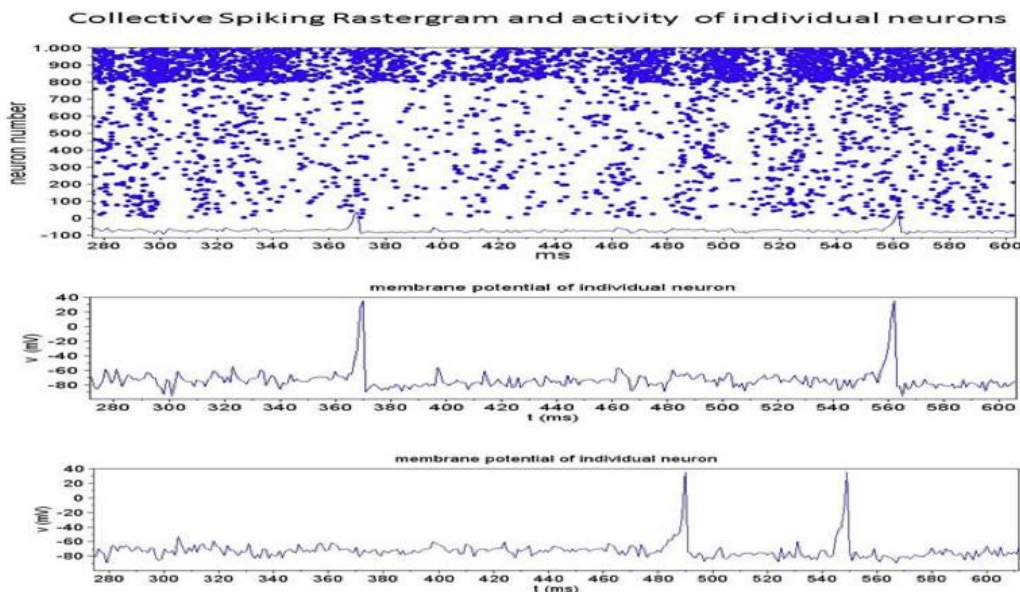 Collective Spiking Rastergram and activity of individual neurons
neuron number
1.000
900
800
700
600
500
400
300
200
100
0
-100
280 300 320 340 360 380 400 420 440 460 480 500 520 540 560 580 600
ms
membrane potential of individual neuron
v (mV)
40
20
0
-20
-40
-60
-80
280 300 320 340 360 380 400 420 440 460 480 500 520 540 560 580 600
t (ms)
membrane potential of individual neuron
v (mV)
40
20
0
-20
-40
-60
-80
280 300 320 340 360 380 400 420 440 460 480 500 520 540 560 580 600
t (ms)